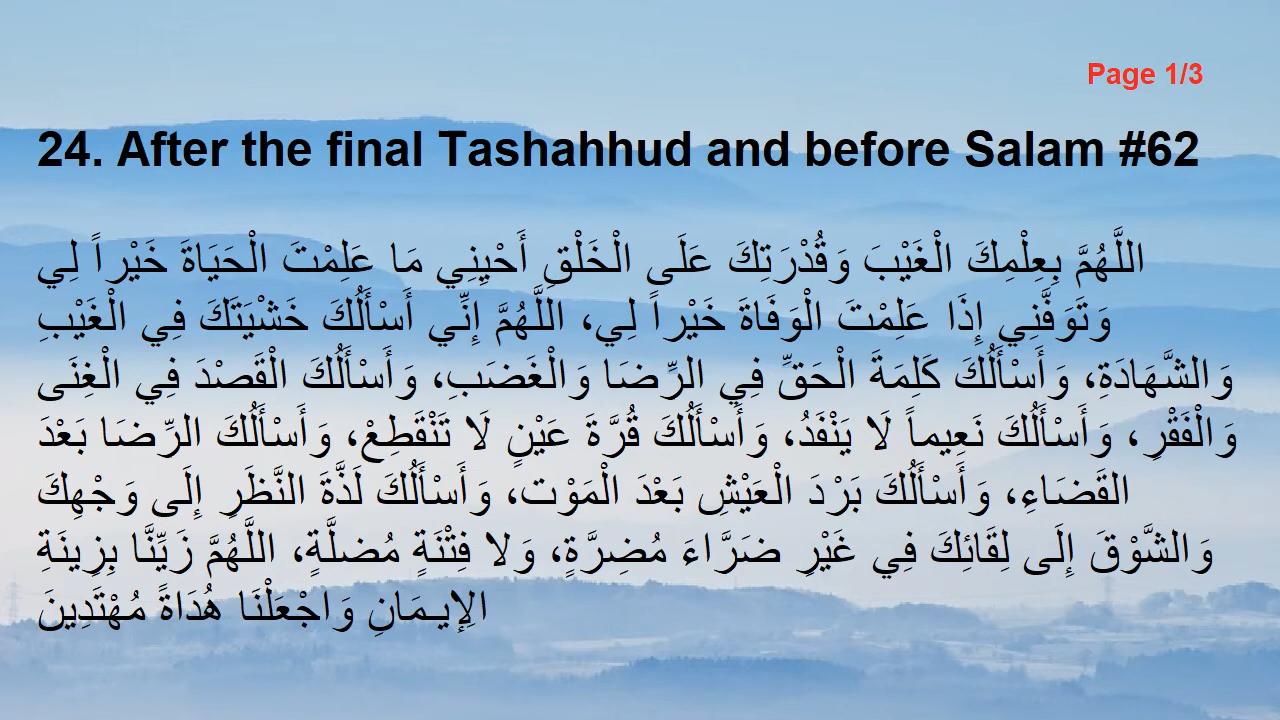 Page 1/3
24. After the final Tashahhud and before Salam #62
اللَّهُمَّ بِعِلْمِكَ الْغَيْبَ وَقُدْرَتِكَ عَلَى الْخَلْقِ أَحْيِنِي مَا عَلِمْتَ الْحَيَاةَ خَيْراً لِي
وَتَوَفَّنِي إِذَا عَلِمْتَ الْوَفَاةَ خَيْراً لِي، اللَّهُمَّ إِنِّي أَسْأَلُكَ خَشْيَتَكَ فِي الْغَيْبِ
وَالشَّهَادَةِ، وَأَسْأَلُكَ كَلِمَةَ الْحَقِّ فِي الرِّضَا وَالْغَضَبِ، وَأَسْأَلُكَ الْقَصْدَ فِي الْغِنَى
وَالْفَقْرِ، وَأَسْأَلُكَ نَعِيماً لَا يَنْفَدُ، وَأَسْأَلُكَ قُرَّةَ عَيْنٍ لَا تَنْقَطِعْ، وَأَسْأَلُكَ الرِّضَا بَعْدَ
القَضَاءِ، وَأَسْأَلُكَ بَرْدَ الْعَيْشِ بَعْدَ الْمَوْت، وَأَسْأَلُكَ لَذَّةَ النَّظَرِ إِلَى وَجْهِكَ
وَالشَّوْقَ إِلَى لِقَائِكَ فِي غَيْرِ ضَرَّاءَ مُضِرَّةٍ، وَلا فِتْنَةٍ مُضلَّةٍ، اللَّهُمَّ زَيِّنَّا بِزِينَةِ
الِإيـمَانِ وَاجْعَلْنَا هُدَاةً مُهْتَدِينَ